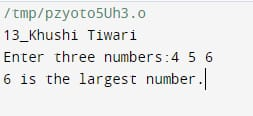 /tmp/pzyoto5Uh3.o
13_Khushi Tiwari
Enter three numbers:4 5 6
6 is the largest number.